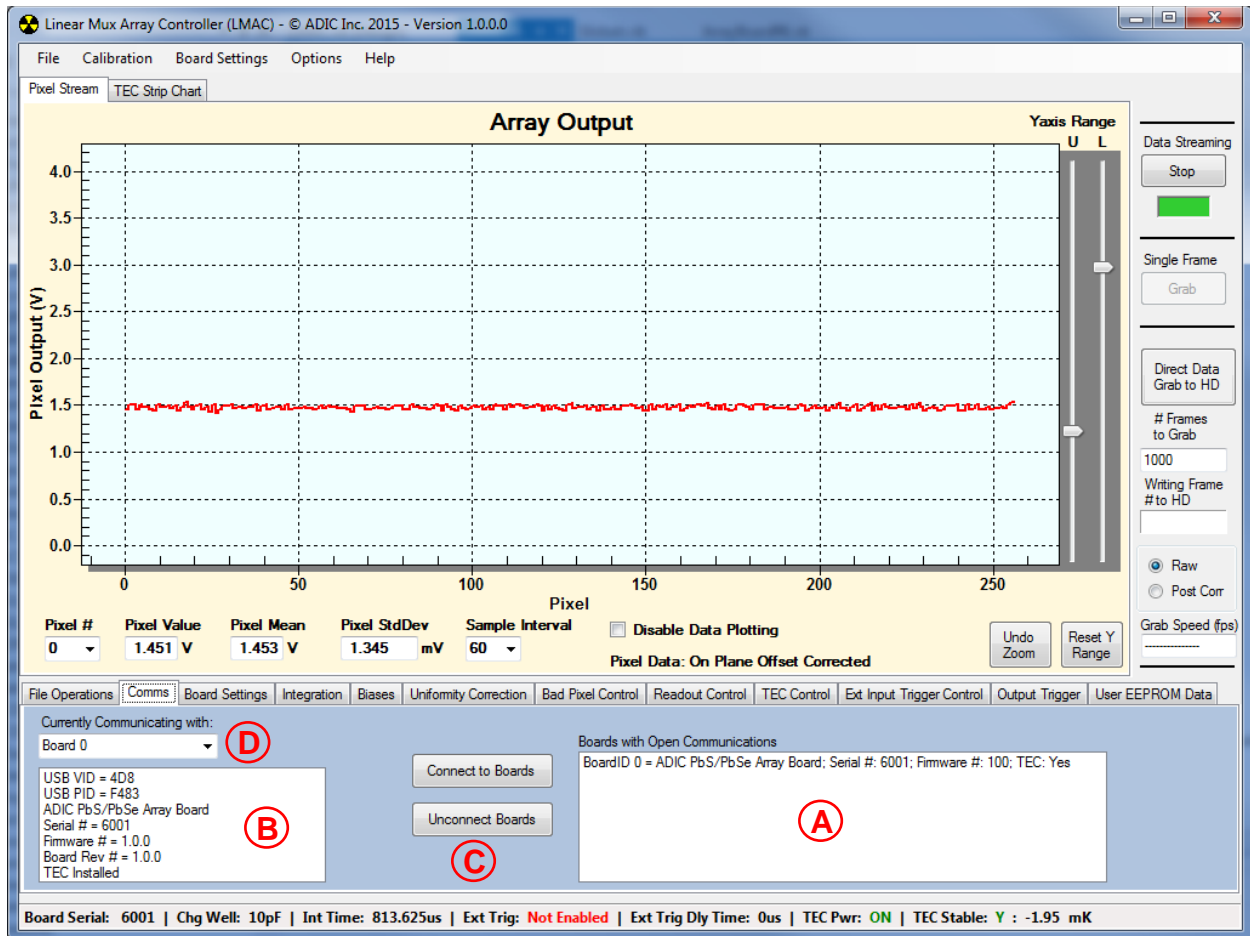 Linear Mux Array Controller (LMAC) - © ADIC Inc. 2015 - Version 1.0.0.0
File Calibration Board Settings Options Help
Pixel Stream TEC Strip Chart
Array Output
Yaxis Range
U L
4.0
3.5
3.0
2.5
2.0
1.5
1.0
0.5
0.0
Pixel Output (V)
0 50 100 150 200 250
Pixel
Pixel # Pixel Value Pixel Mean Pixel StdDev Sample Interval
0 1.451 V 1.453 V 1.345 mV 60
Disable Data Plotting
Pixel Data: On Plane Offset Corrected
Undo
Zoom
Reset Y
Range
Data Streaming
Stop
Single Frame
Grab
Direct Data
Grab to HD
# Frames
to Grab
1000
Writing Frame
# to HD
Raw
Post Corr
Grab Speed (fps)
---------------
File Operations Comms Board Settings Integration Biases Uniformity Correction Bad Pixel Control Readout Control TEC Control Ext Input Trigger Control Output Trigger User EEPROM Data
Currently Communicating with:
Board 0
D
USB VID = 4D8
USB PID = F483
ADIC PbS/PbSe Array Board
Serial # = 6001
Firmware # = 1.0.0
Board Rev # = 1.0.0
TEC Installed
B
Connect to Boards
Unconnect Boards
C
Boards with Open Communications
BoardID 0 = ADIC PbS/PbSe Array Board; Serial #: 6001; Firmware #: 100; TEC: Yes
A
Board Serial: 6001 | Chg Well: 10pF | Int Time: 813.625us | Ext Trig: Not Enabled | Ext Trig Dly Time: 0us | TEC Pwr: ON | TEC Stable: Y : -1.95 mK